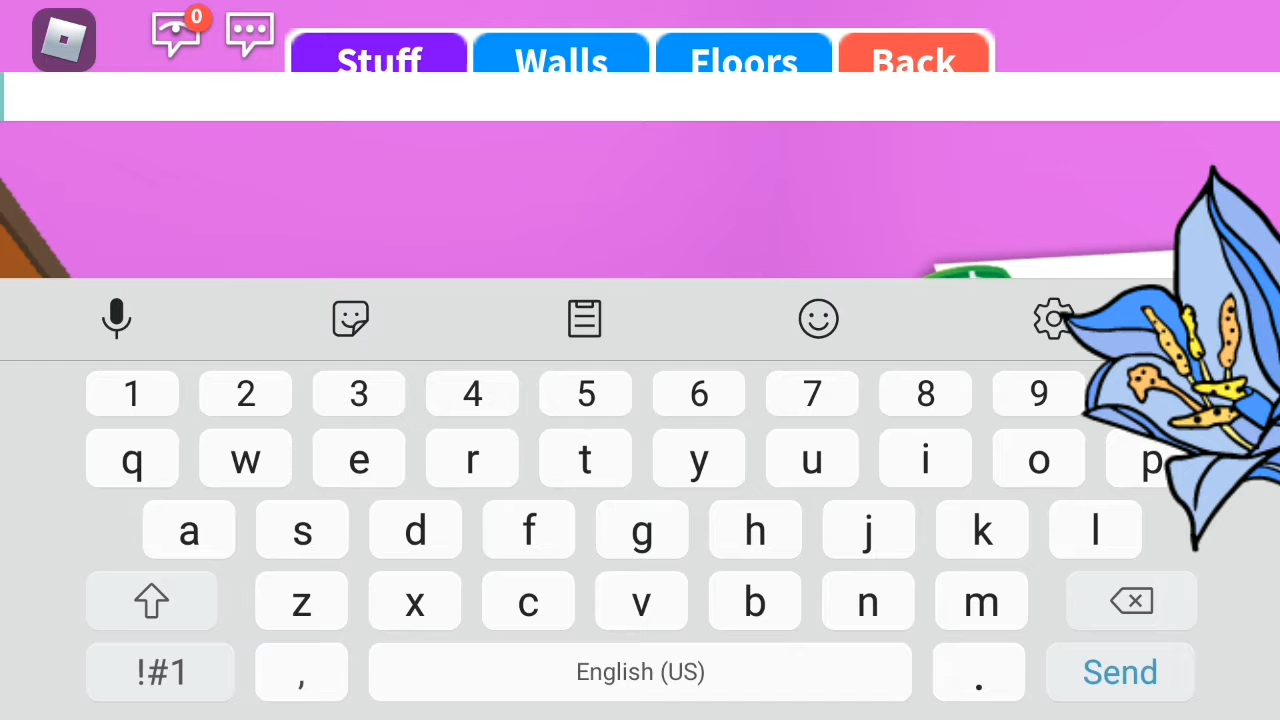 0
Stuff Walls Floors Back
1 2 3 4 5 6 7 8 9
q w e r t y u i o p
a s d f g h j k l
z x c v b n m
!#1 , English (US) . Send